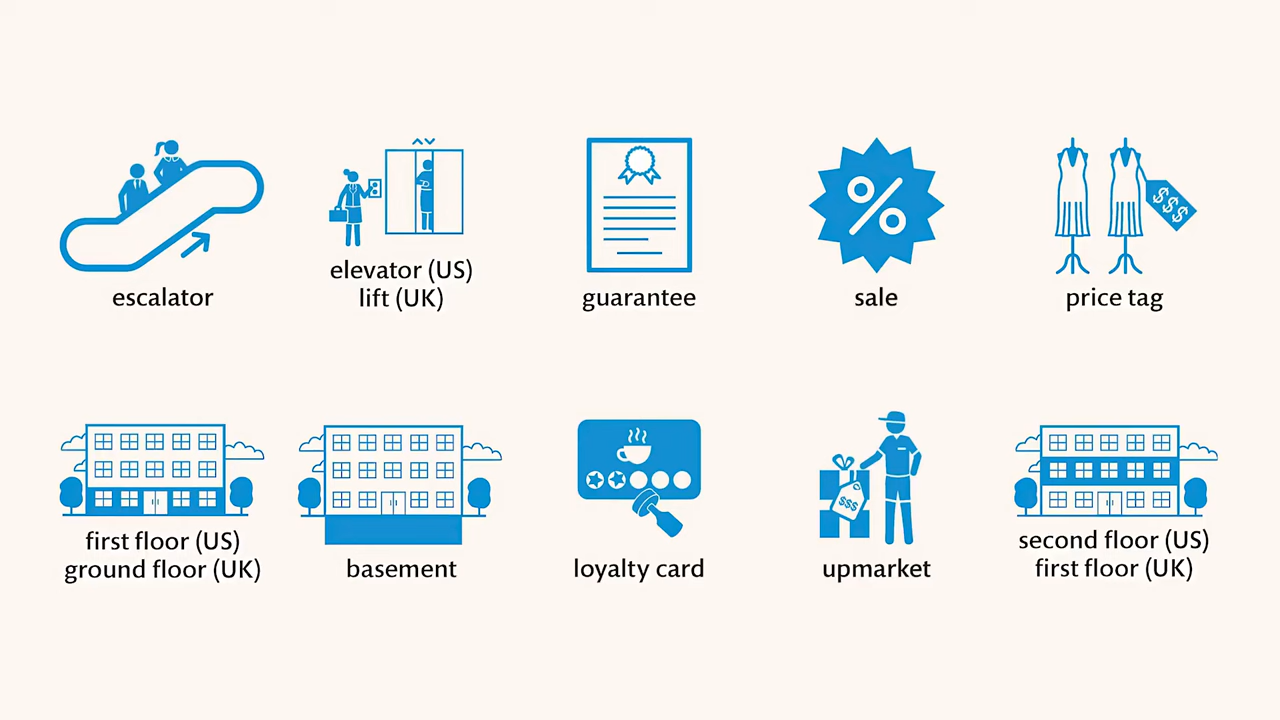 escalator
elevator (US)
lift (UK)
guarantee
%
sale
$$$
price tag
first floor (US)
ground floor (UK)
basement
loyalty card
$$$
upmarket
second floor (US)
first floor (UK)